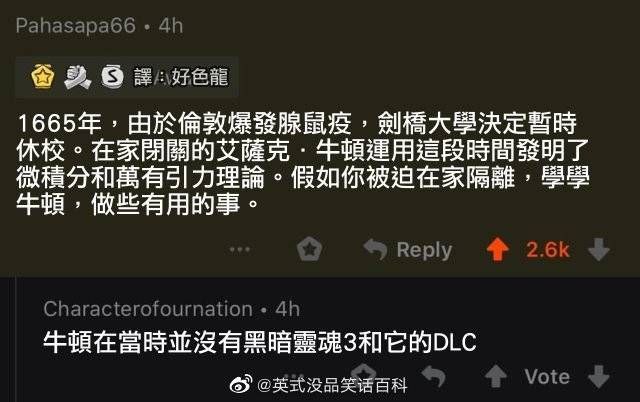 Pahasapa66 • 4h
譯：好色龍
1665年，由於倫敦爆發腺鼠疫，劍橋大學決定暫時
休校。在家閉關的艾薩克．牛頓運用這段時間發明了
微積分和萬有引力理論。假如你被迫在家隔離，學學
牛頓，做些有用的事。
Reply 2.6k
Characterofournation • 4h
牛頓在當時並沒有黑暗靈魂3和它的DLC
@英式没品笑话百科
Vote